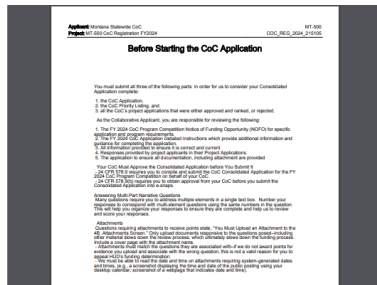 Applicant: Montana Statewide CoC MT-500
Project: MT-500 CoC Registration FY2024 COC_REG_2024_215105
Before Starting the CoC Application
You must submit all three of the following parts in order for us to consider your Consolidated
Application complete:
1. the CoC Application,
2. the CoC Priority Listing, and
3. all the CoC's project applications that were either approved and ranked, or rejected.
As the Collaborative Applicant, you are responsible for reviewing the following:
1. The FY 2024 CoC Program Competition Notice of Funding Opportunity (NOFO) for specific
application and program requirements.
2. The FY 2024 CoC Application Detailed Instructions which provide additional information and
guidance for completing the application.
3. All information provided to ensure it is correct and current.
4. Responses provided by project applicants in their Project Applications.
5. The application to ensure all documentation, including attachment are provided.
Your CoC Must Approve the Consolidated Application before You Submit It
- 24 CFR 578.9 requires you to compile and submit the CoC Consolidated Application for the FY
2024 CoC Program Competition on behalf of your CoC.
- 24 CFR 578.9(b) requires you to obtain approval from your CoC before you submit the
Consolidated Application into e-snaps.
Answering Multi-Part Narrative Questions
Many questions require you to address multiple elements in a single text box. Number your
responses to correspond with multi-element questions using the same numbers in the question.
This will help you organize your responses to ensure they are complete and help us to review
and score your responses.
Attachments
Questions requiring attachments to receive points state, "You Must Upload an Attachment to the
4B. Attachments Screen." Only upload documents responsive to the questions posed–including
other material slows down the review process, which ultimately slows down the funding process.
Include a cover page with the attachment name.
- Attachments must match the questions they are associated with–if we do not award points for
evidence you upload and associate with the wrong question, this is not a valid reason for you to
appeal HUD's funding determination.
- We must be able to read the date and time on attachments requiring system-generated dates
and times, (e.g., a screenshot displaying the time and date of the public posting using your
desktop calendar; screenshot of a webpage that indicates date and time).